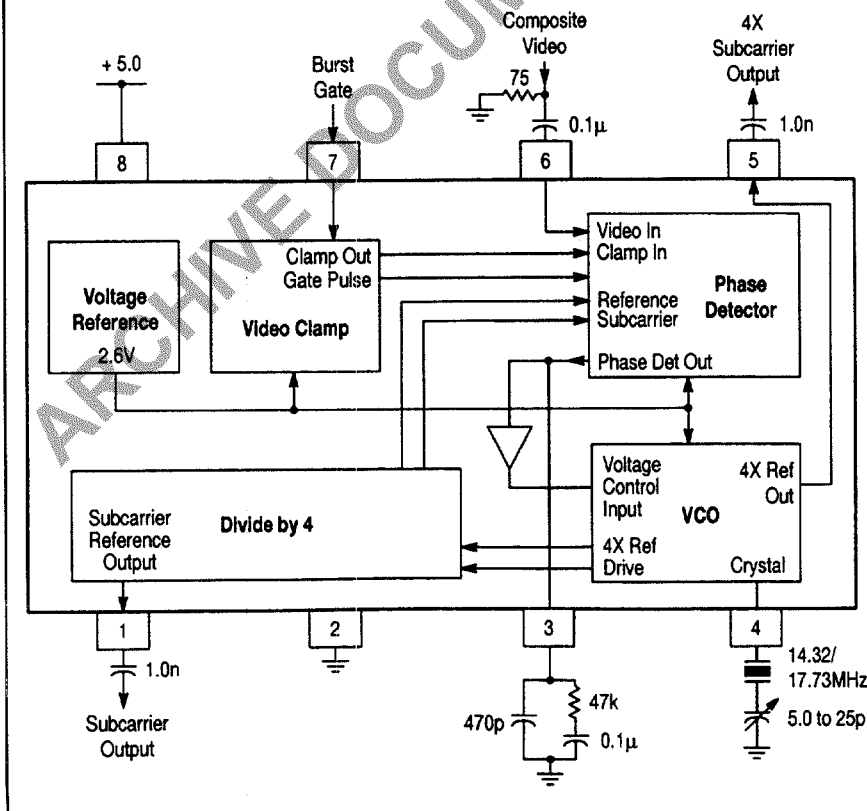 Composite
Video
4X
Subcarrier
Output
+ 5.0
Burst
Gate
75
0.1µ
1.0n
8
7
6
5
Voltage
Reference
2.6V
Clamp Out
Gate Pulse
Video Clamp
Video In
Clamp In
Phase
Detector
Reference
Subcarrier
Phase Det Out
Subcarrier
Reference
Output
Divide by 4
Voltage
Control
Input
4X Ref
Out
VCO
4X Ref
Drive
Crystal
1
2
3
4
1.0n
Subcarrier
Output
470p
47k
0.1µ
14.32/
17.73MHz
5.0 to 25p
ARCHIVE DOCUM